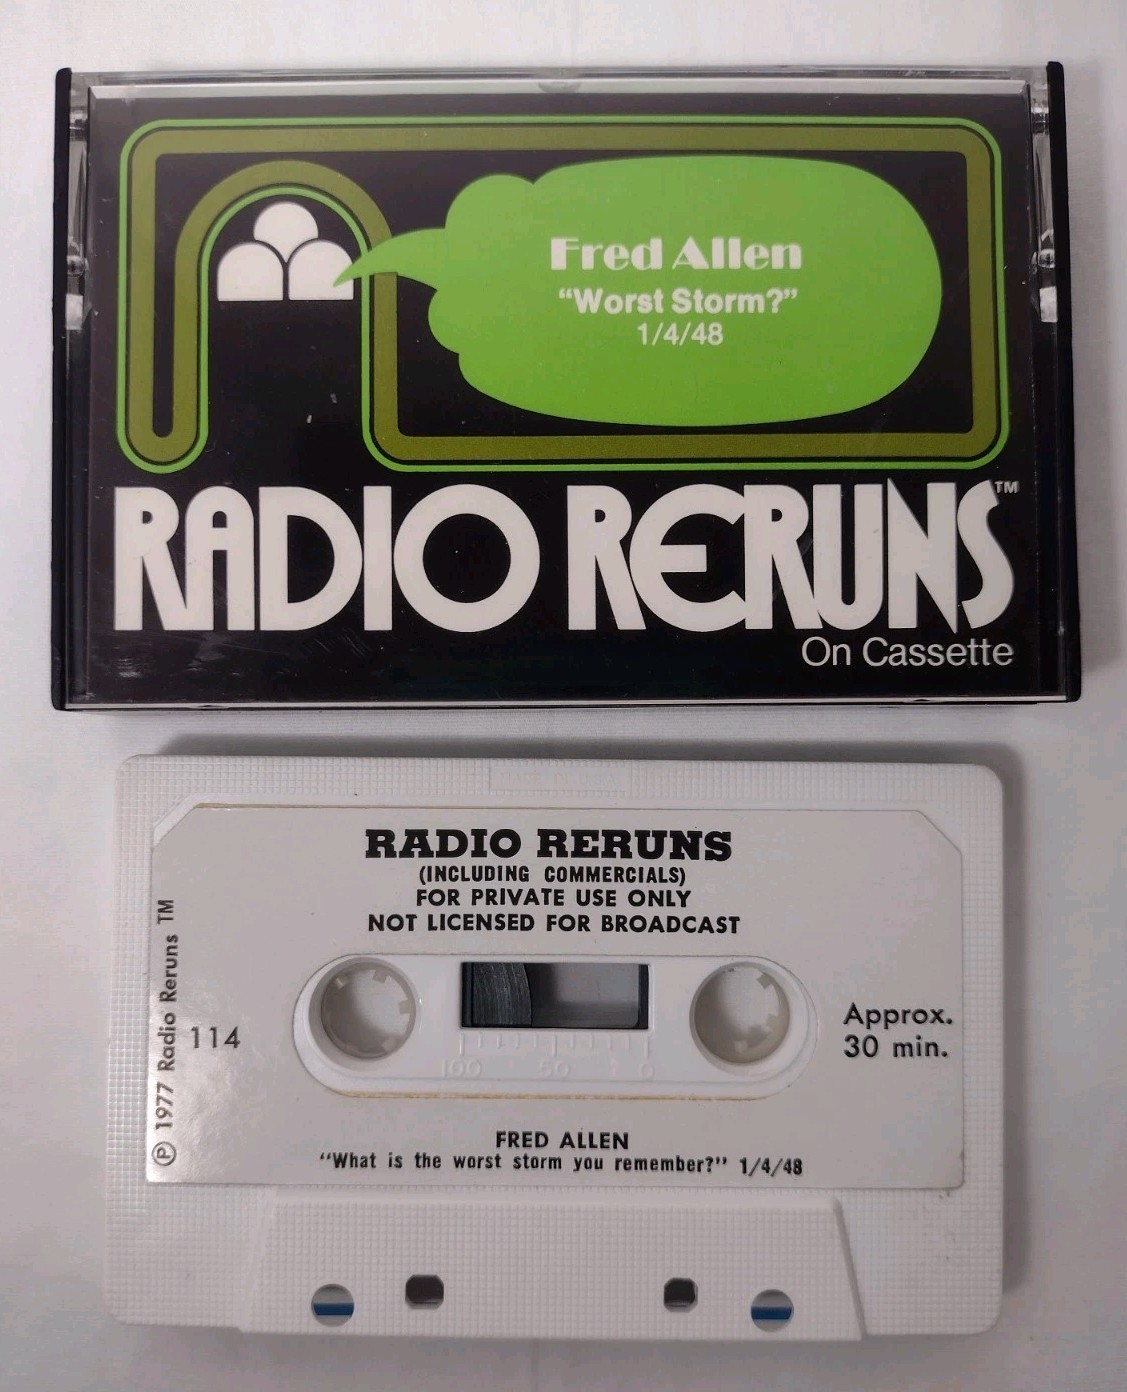 Fred Allen
“Worst Storm?”
1/4/48
RADIO RERUNS™
On Cassette
RADIO RERUNS
(INCLUDING COMMERCIALS)
FOR PRIVATE USE ONLY
NOT LICENSED FOR BROADCAST
Ⓟ 1977 Radio Reruns TM
114
Approx.
30 min.
100 50 0
FRED ALLEN
“What is the worst storm you remember?” 1/4/48